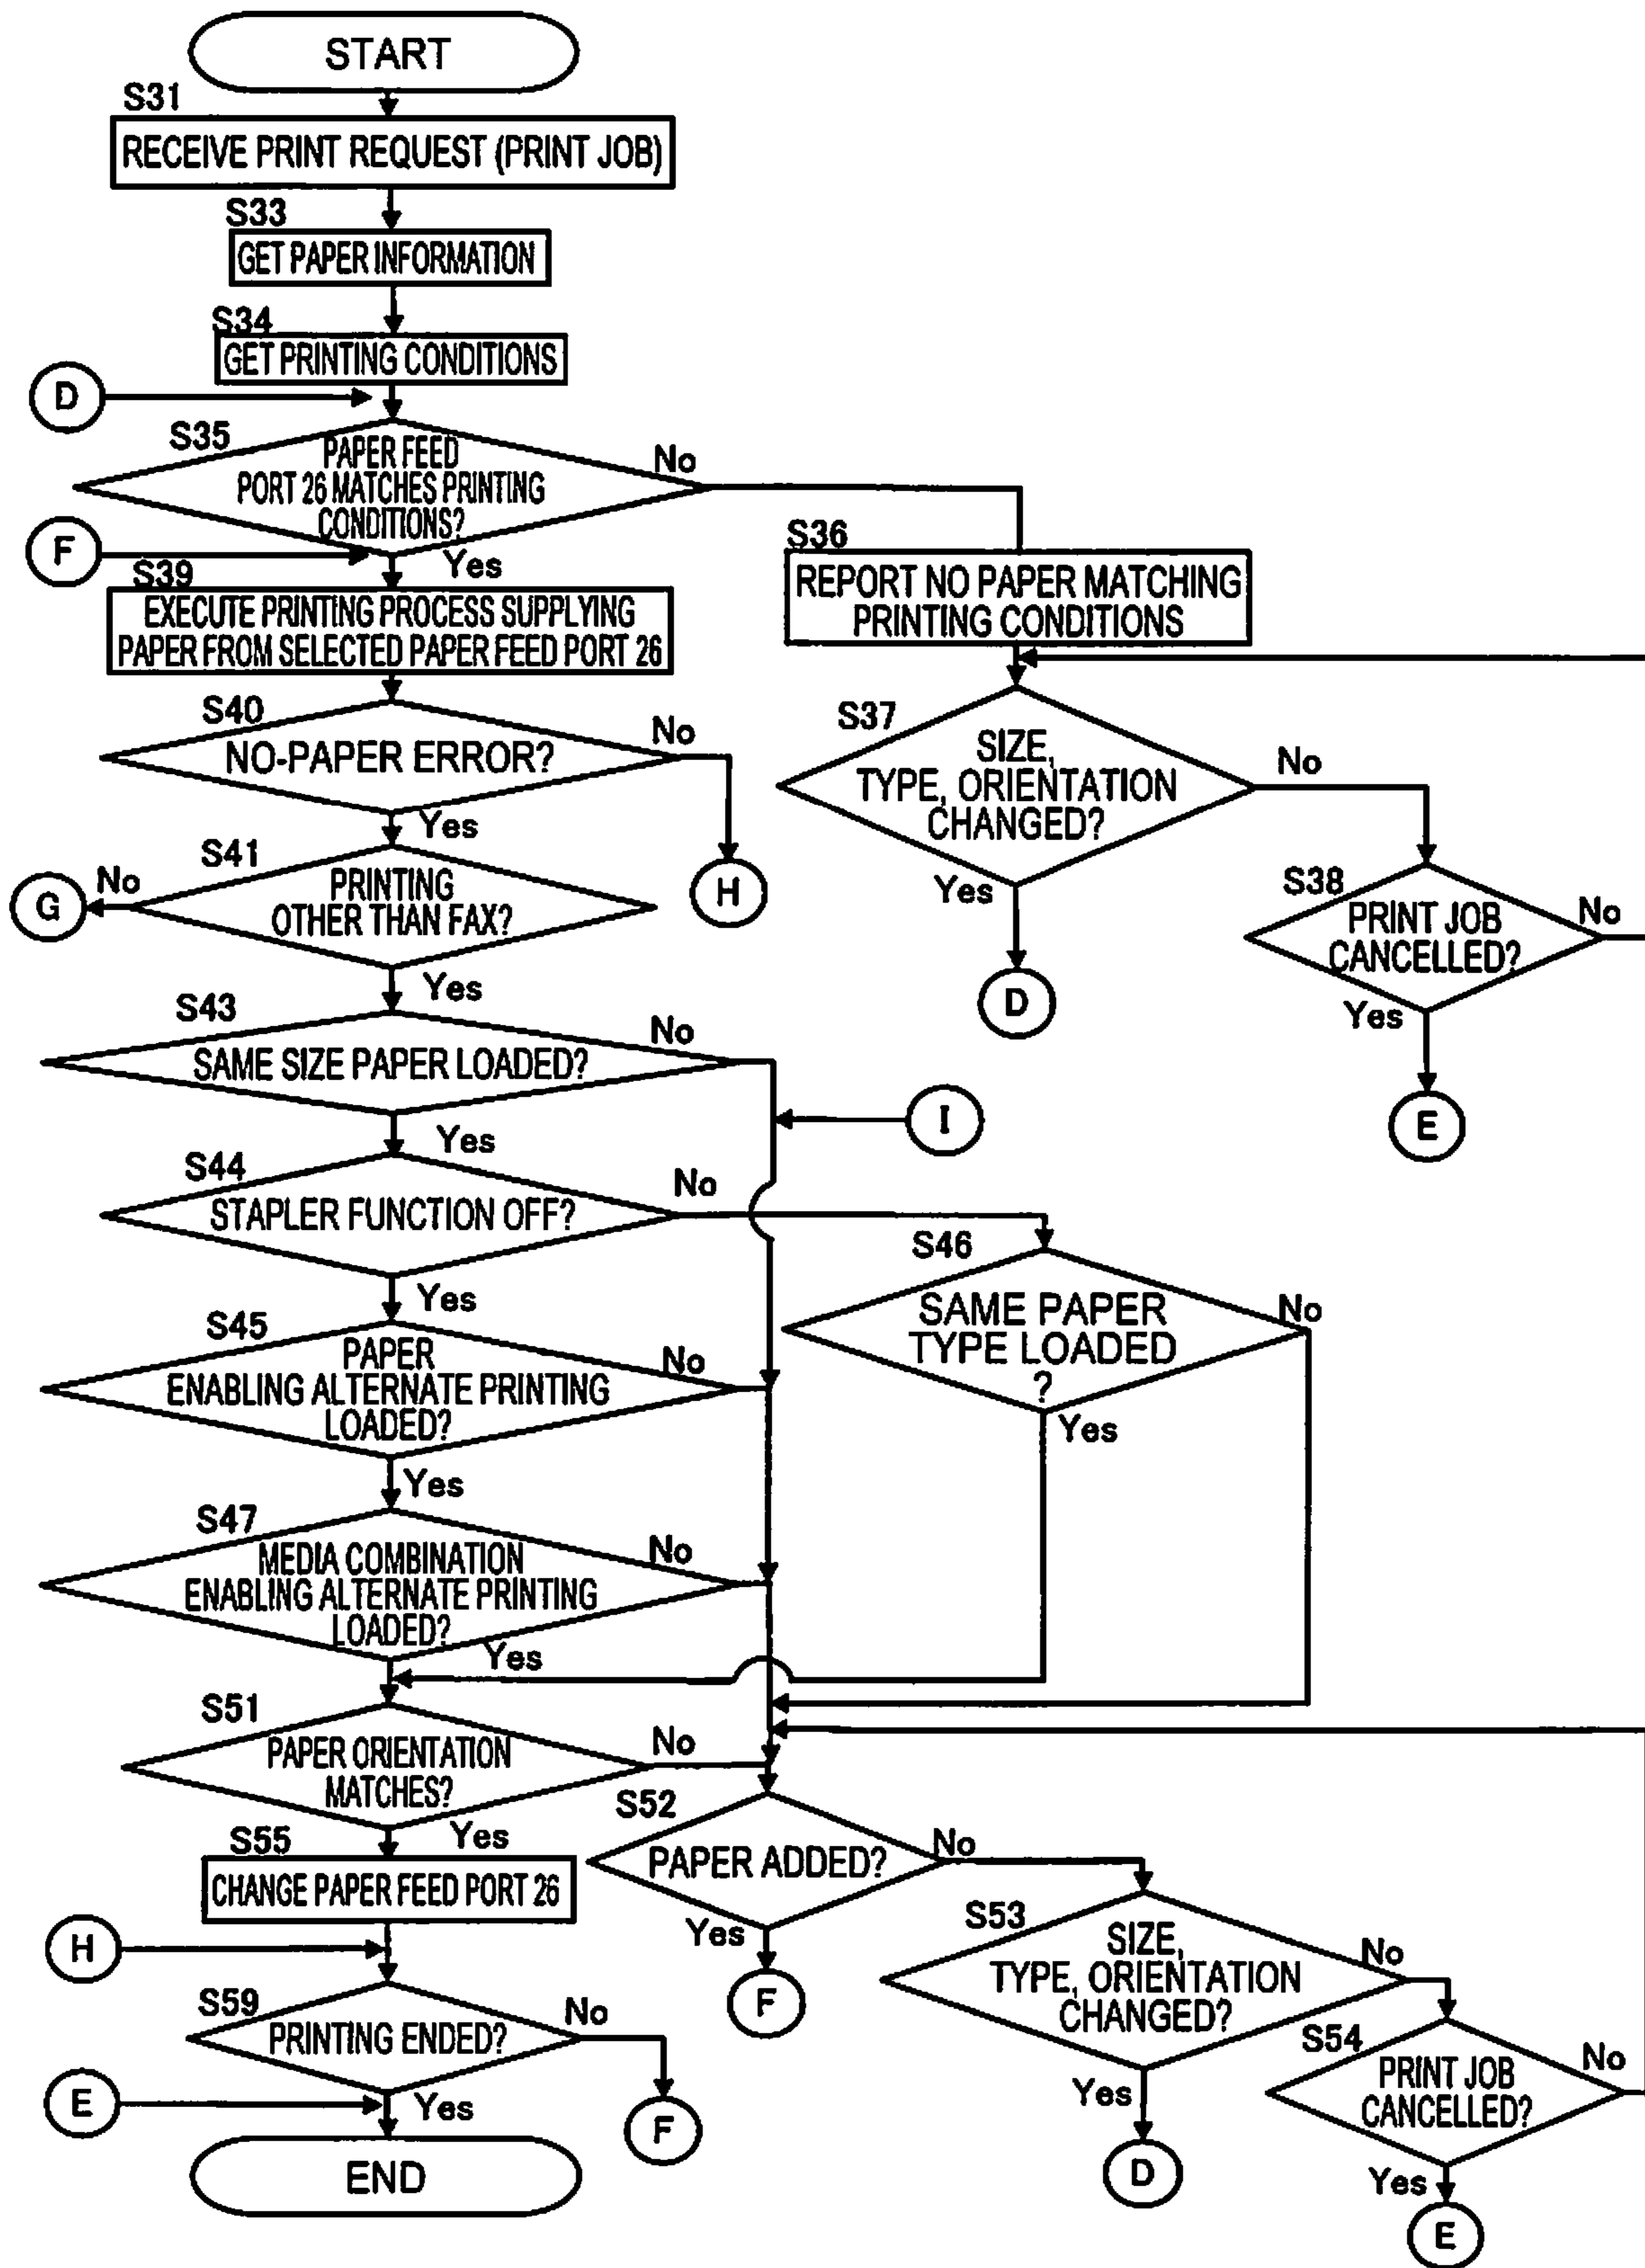 START
S31
RECEIVE PRINT REQUEST (PRINT JOB)
S33
GET PAPER INFORMATION
S34
GET PRINTING CONDITIONS
D
S35
PAPER FEED
PORT 26 MATCHES PRINTING
CONDITIONS?
No
Yes
F
S36
REPORT NO PAPER MATCHING
PRINTING CONDITIONS
S39
EXECUTE PRINTING PROCESS SUPPLYING
PAPER FROM SELECTED PAPER FEED PORT 26
S37
SIZE,
TYPE, ORIENTATION
CHANGED?
No
Yes
D
S38
PRINT JOB
CANCELLED?
No
Yes
E
S40
NO-PAPER ERROR?
No
Yes
H
S41
PRINTING
OTHER THAN FAX?
No
G
Yes
S43
SAME SIZE PAPER LOADED?
No
Yes
I
S44
STAPLER FUNCTION OFF?
No
Yes
S46
SAME PAPER
TYPE LOADED
?
No
Yes
S45
PAPER
ENABLING ALTERNATE PRINTING
LOADED?
No
Yes
S47
MEDIA COMBINATION
ENABLING ALTERNATE PRINTING
LOADED?
No
Yes
S51
PAPER ORIENTATION
MATCHES?
No
Yes
S52
PAPER ADDED?
No
Yes
F
S53
SIZE,
TYPE, ORIENTATION
CHANGED?
No
Yes
D
S54
PRINT JOB
CANCELLED?
No
Yes
E
S55
CHANGE PAPER FEED PORT 26
H
S59
PRINTING ENDED?
No
F
Yes
E
END